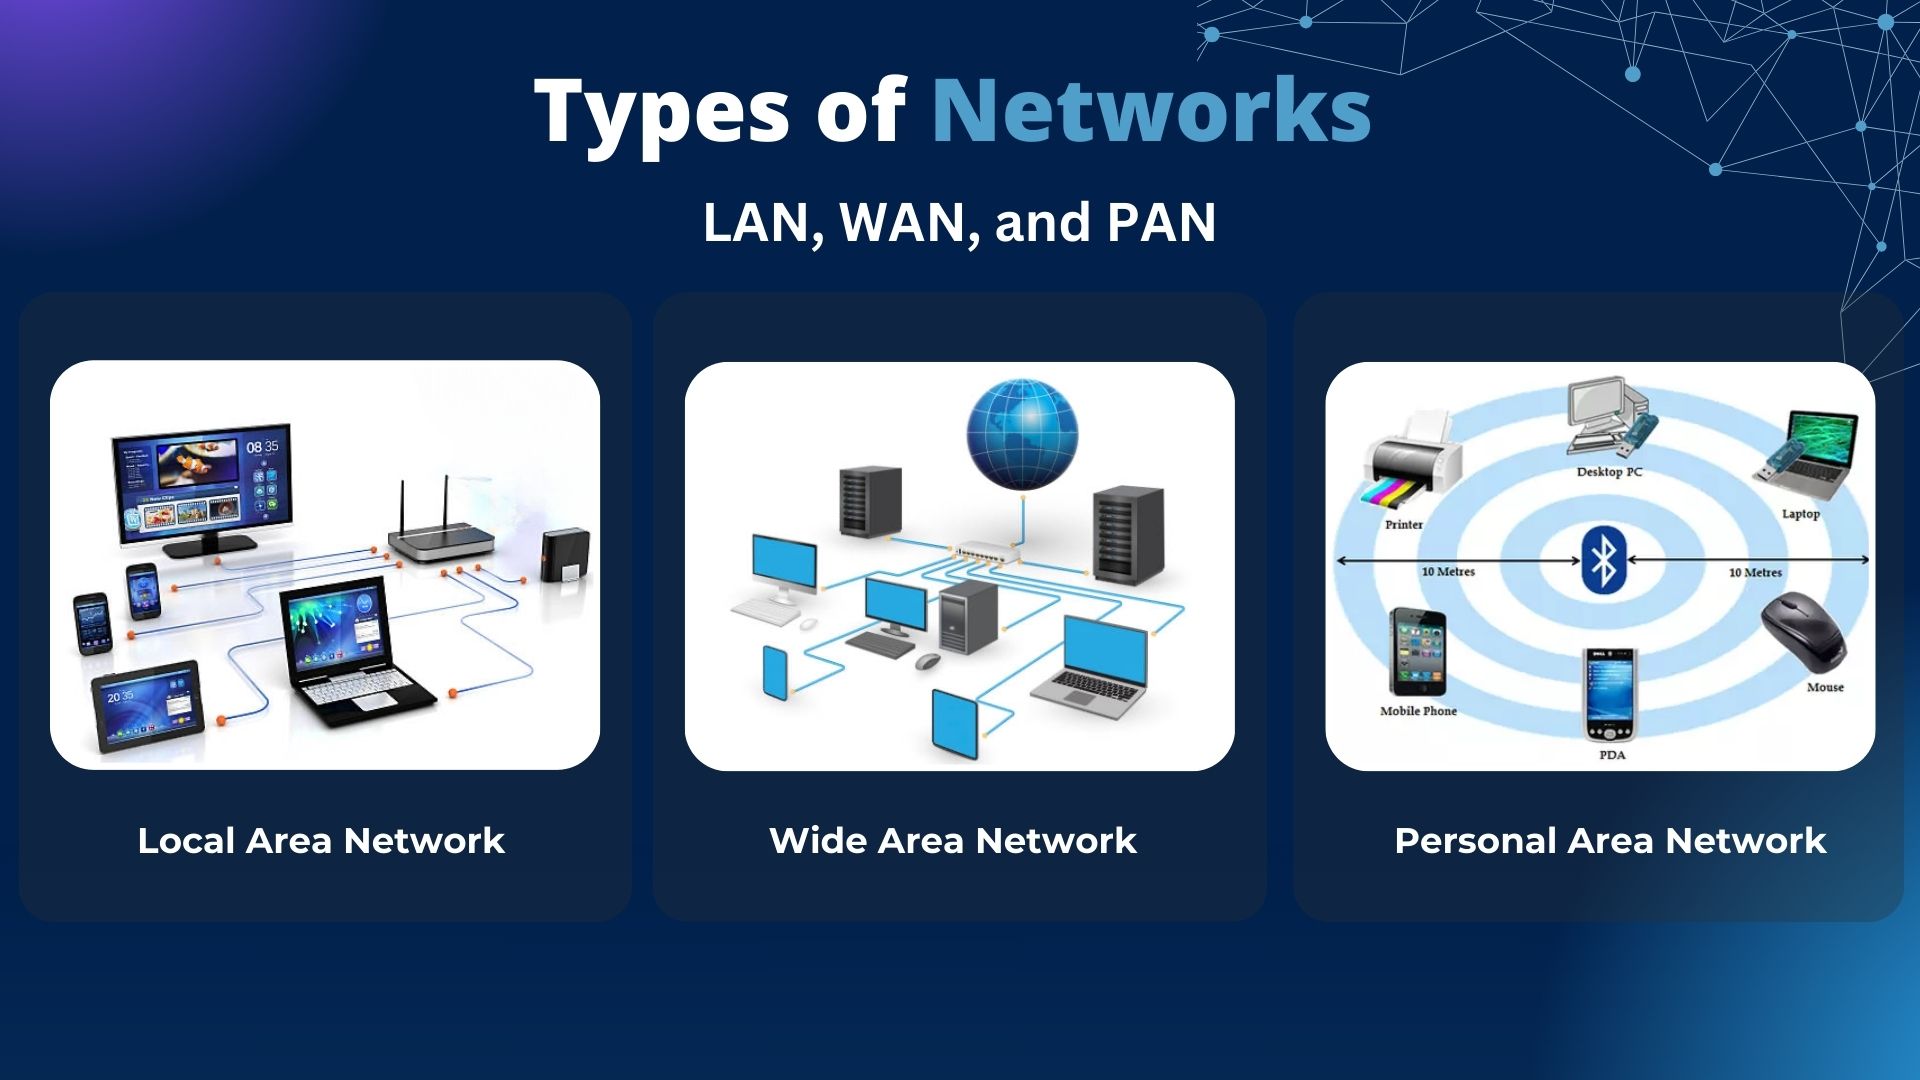 Types of Networks
LAN, WAN, and PAN
08 35
20 35
Desktop PC
Printer
Laptop
10 Metres
10 Metres
Mobile Phone
Mouse
DELL
PDA
Local Area Network
Wide Area Network
Personal Area Network